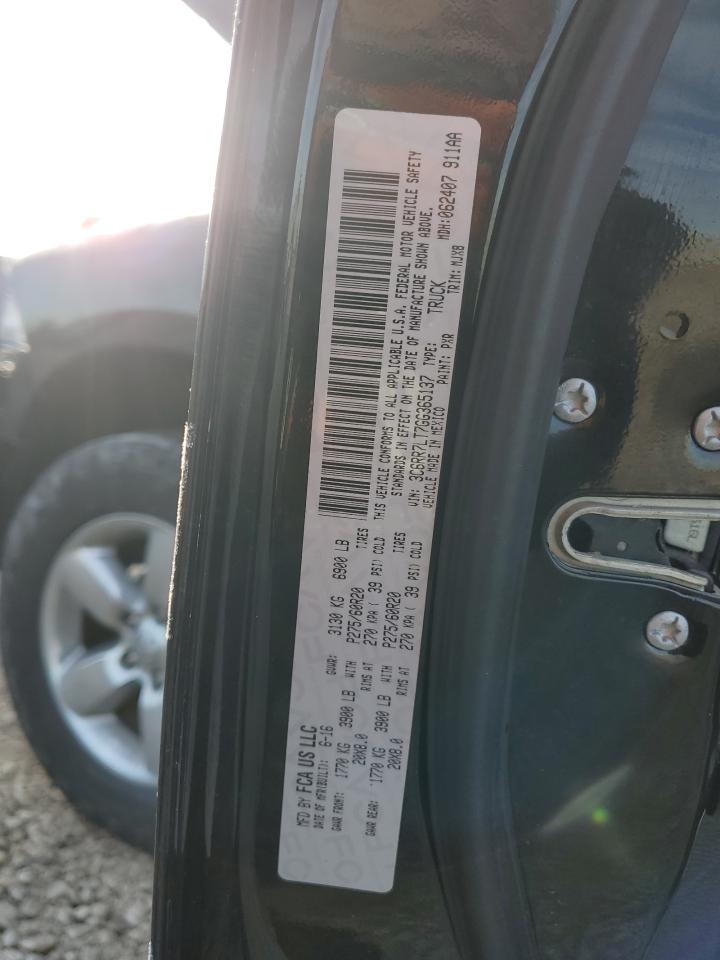 MFD BY FCA US LLC
DATE OF MFR(BUILT): 6-16
GVWR: 3130 KG 6900 LB
GAWR FRONT: 1770 KG 3900 LB WITH P275/60R20 TIRES
20X8.0 RIMS AT 270 KPA ( 39 PSI) COLD
GAWR REAR: 1770 KG 3900 LB WITH P275/60R20 TIRES
20X8.0 RIMS AT 270 KPA ( 39 PSI) COLD
THIS VEHICLE CONFORMS TO ALL APPLICABLE U.S.A. FEDERAL MOTOR VEHICLE SAFETY
STANDARDS IN EFFECT ON THE DATE OF MANUFACTURE SHOWN ABOVE.
VIN: 3C6RR7LT7GG365137 TYPE: TRUCK MDH:062407 911AA
VEHICLE MADE IN MEXICO PAINT: PXR TRIM: MJX8